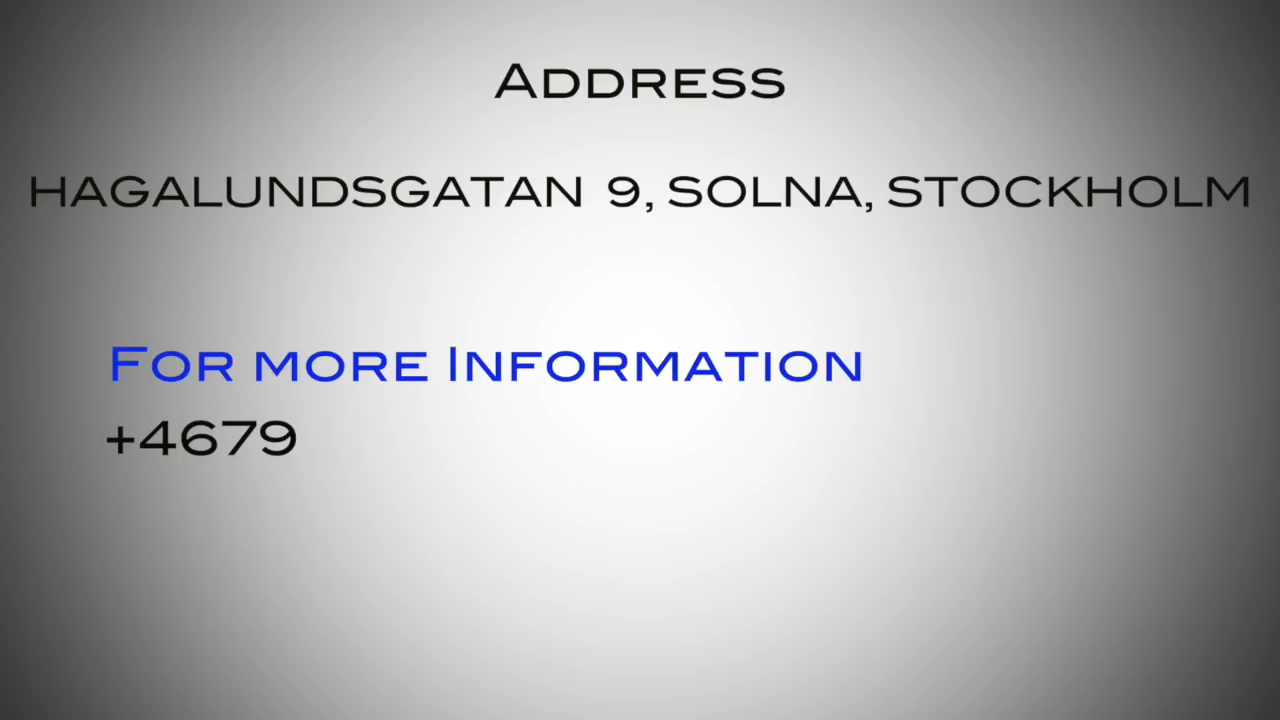 Address
HAGALUNDSGATAN 9, SOLNA, STOCKHOLM
For more Information
+4679